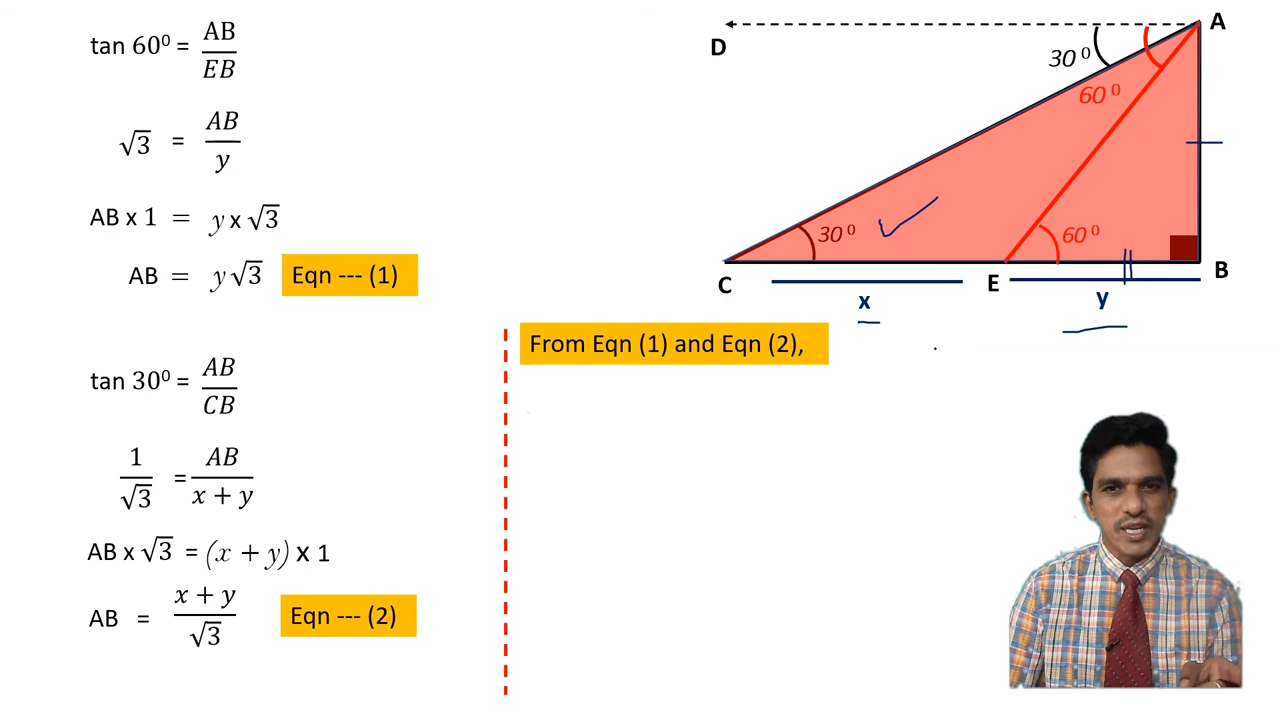 tan 60⁰ = AB/EB
√3 = AB/y
AB x 1 = y x √3
AB = y√3 Eqn --- (1)
tan 30⁰ = AB/CB
1/√3 = AB/x + y
AB x √3 = (x + y) x 1
AB = x + y/√3 Eqn --- (2)
From Eqn (1) and Eqn (2),
D
A
30⁰
60⁰
30⁰
60⁰
C
E
B
x
y